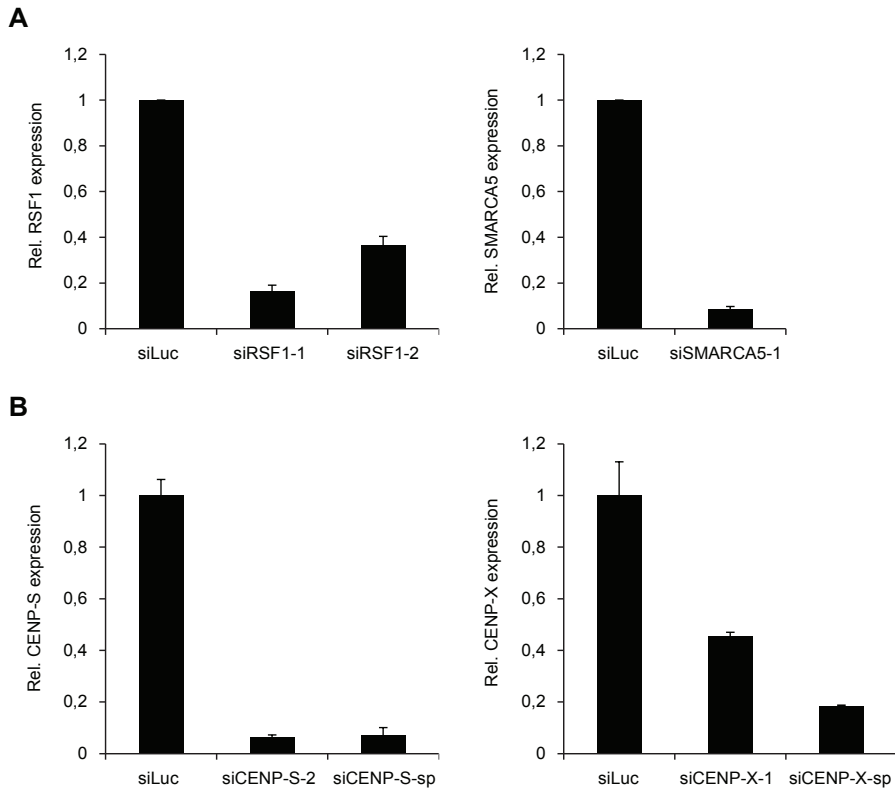 A
Rel. RSF1 expression
1,2
1
0,8
0,6
0,4
0,2
0
siLuc
siRSF1-1
siRSF1-2
Rel. SMARCA5 expression
1,2
1
0,8
0,6
0,4
0,2
0
siLuc
siSMARCA5-1
B
Rel. CENP-S expression
1,2
1
0,8
0,6
0,4
0,2
0
siLuc
siCENP-S-2
siCENP-S-sp
Rel. CENP-X expression
1,2
1
0,8
0,6
0,4
0,2
0
siLuc
siCENP-X-1
siCENP-X-sp